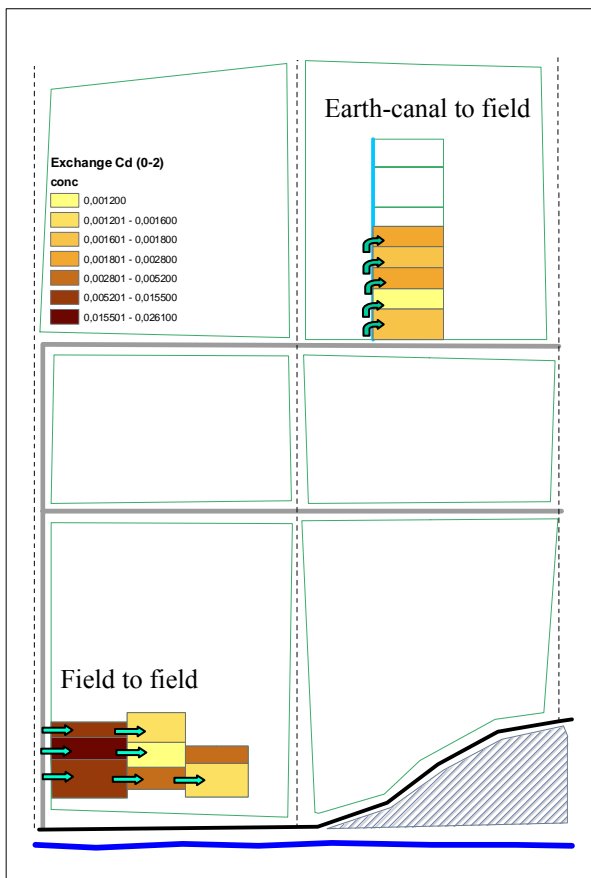 Earth-canal to field
Exchange Cd (0-2)
conc
0,001200
0,001201 - 0,001600
0,001601 - 0,001800
0,001801 - 0,002800
0,002801 - 0,005200
0,005201 - 0,015500
0,015501 - 0,026100
Field to field